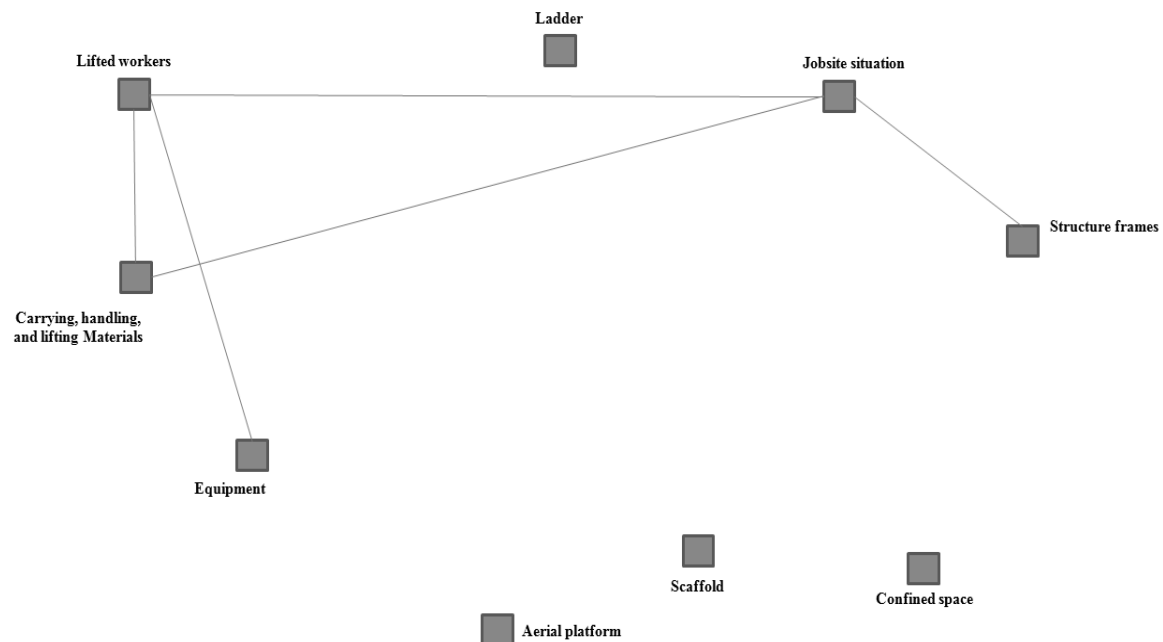 Ladder
Lifted workers
Jobsite situation
Structure frames
Carrying, handling,
and lifting Materials
Equipment
Scaffold
Confined space
Aerial platform